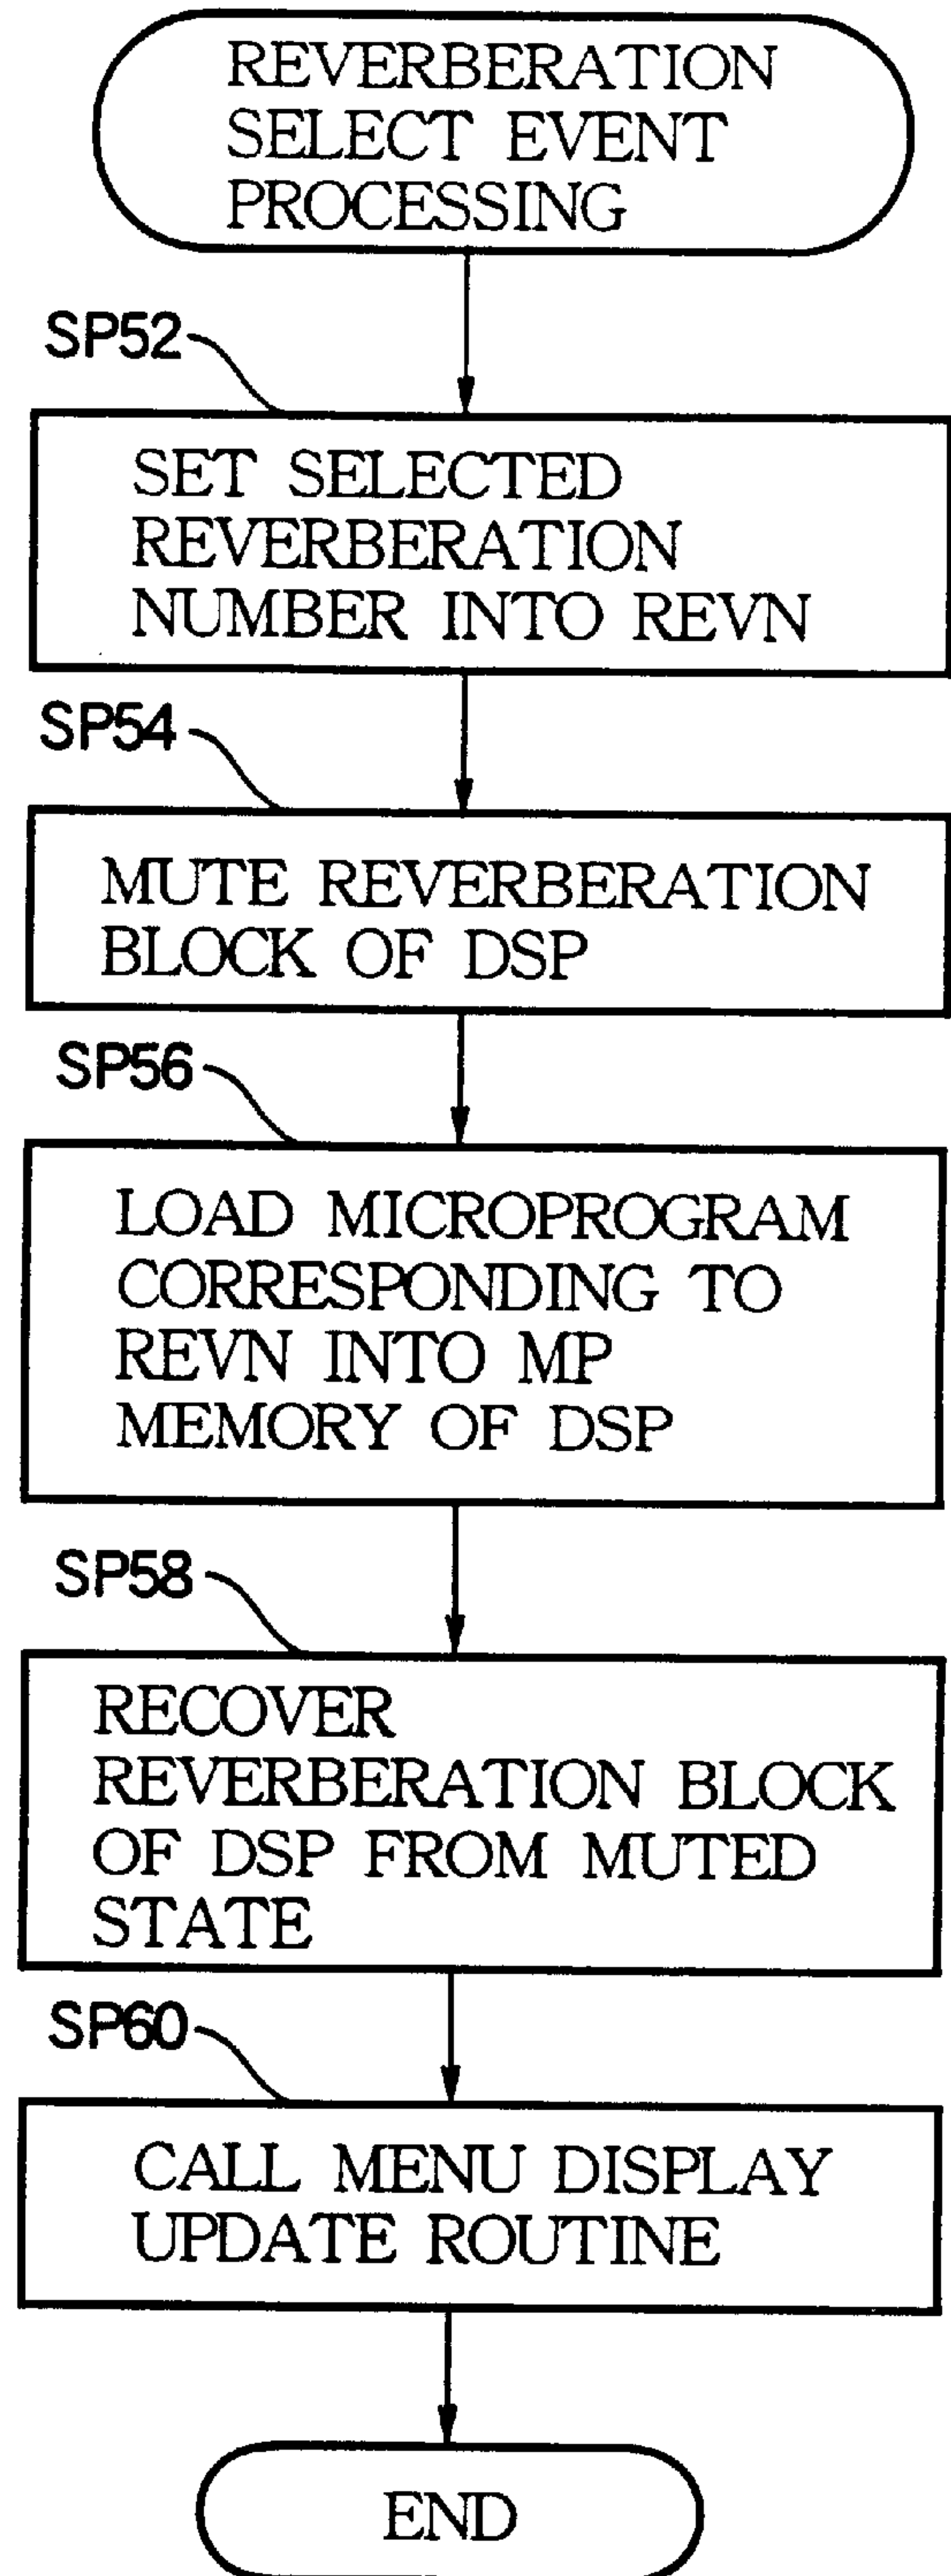 REVERBERATION
SELECT EVENT
PROCESSING
SP52
SET SELECTED
REVERBERATION
NUMBER INTO REVN
SP54
MUTE REVERBERATION
BLOCK OF DSP
SP56
LOAD MICROPROGRAM
CORRESPONDING TO
REVN INTO MP
MEMORY OF DSP
SP58
RECOVER
REVERBERATION BLOCK
OF DSP FROM MUTED
STATE
SP60
CALL MENU DISPLAY
UPDATE ROUTINE
END